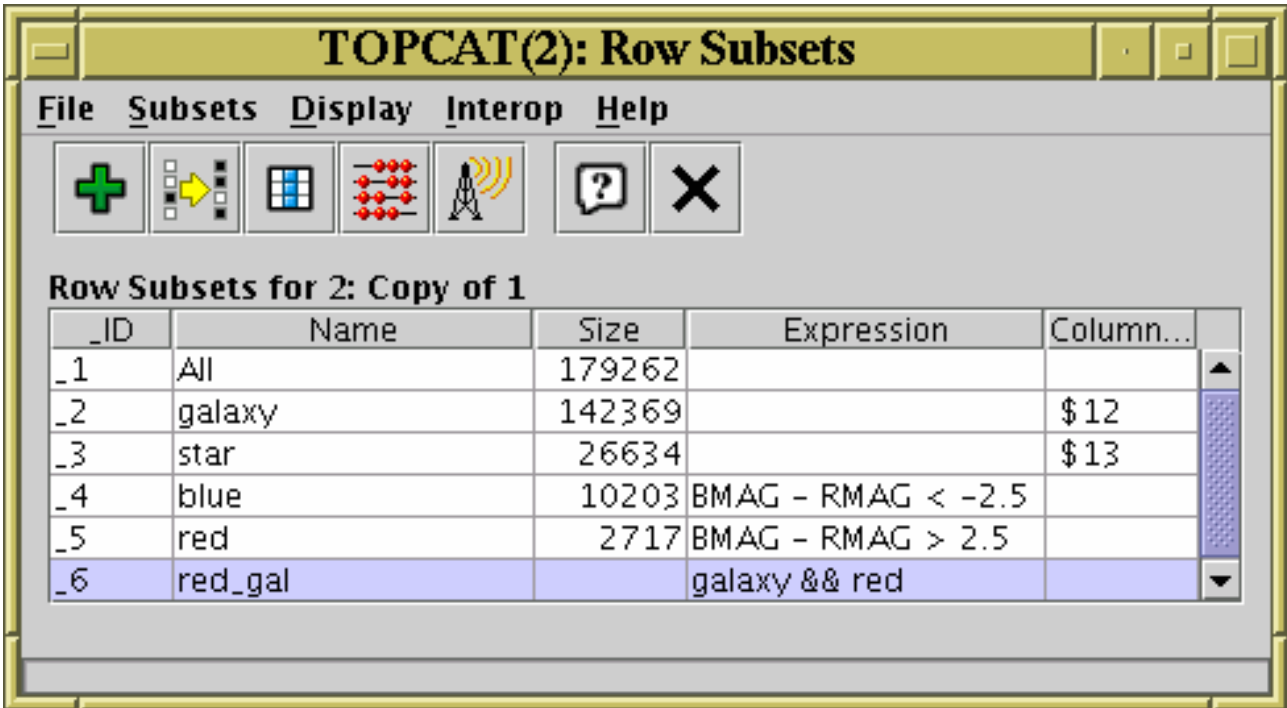 TOPCAT(2): Row Subsets
File Subsets Display Interop Help
?
Row Subsets for 2: Copy of 1
_ID Name Size Expression Column...
_1 All 179262
_2 galaxy 142369 $12
_3 star 26634 $13
_4 blue 10203 BMAG - RMAG < -2.5
_5 red 2717 BMAG - RMAG > 2.5
_6 red_gal galaxy && red